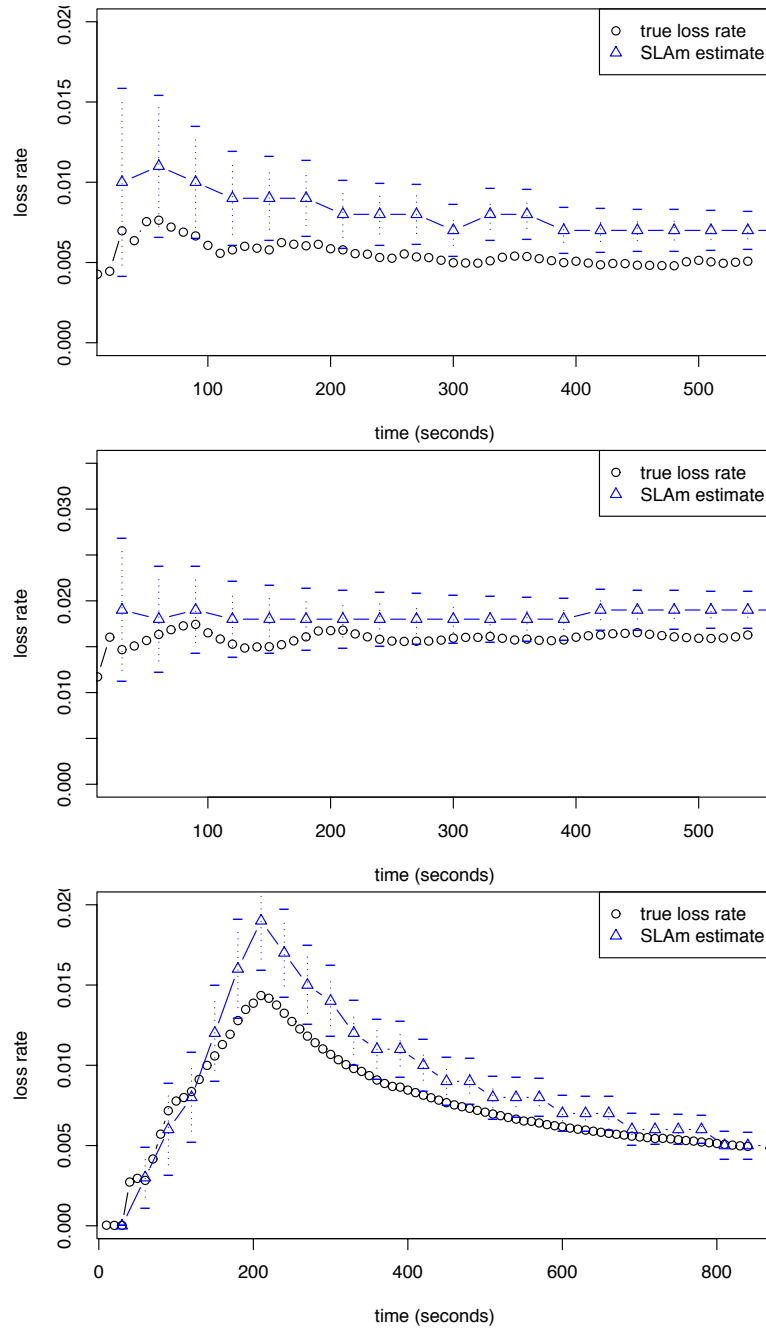 0.020
0.015
0.010
0.005
0.000
loss rate
true loss rate
SLAm estimate
100 200 300 400 500
time (seconds)
0.030
0.020
0.010
0.000
loss rate
true loss rate
SLAm estimate
100 200 300 400 500
time (seconds)
0.020
0.015
0.010
0.005
0.000
loss rate
true loss rate
SLAm estimate
0 200 400 600 800
time (seconds)